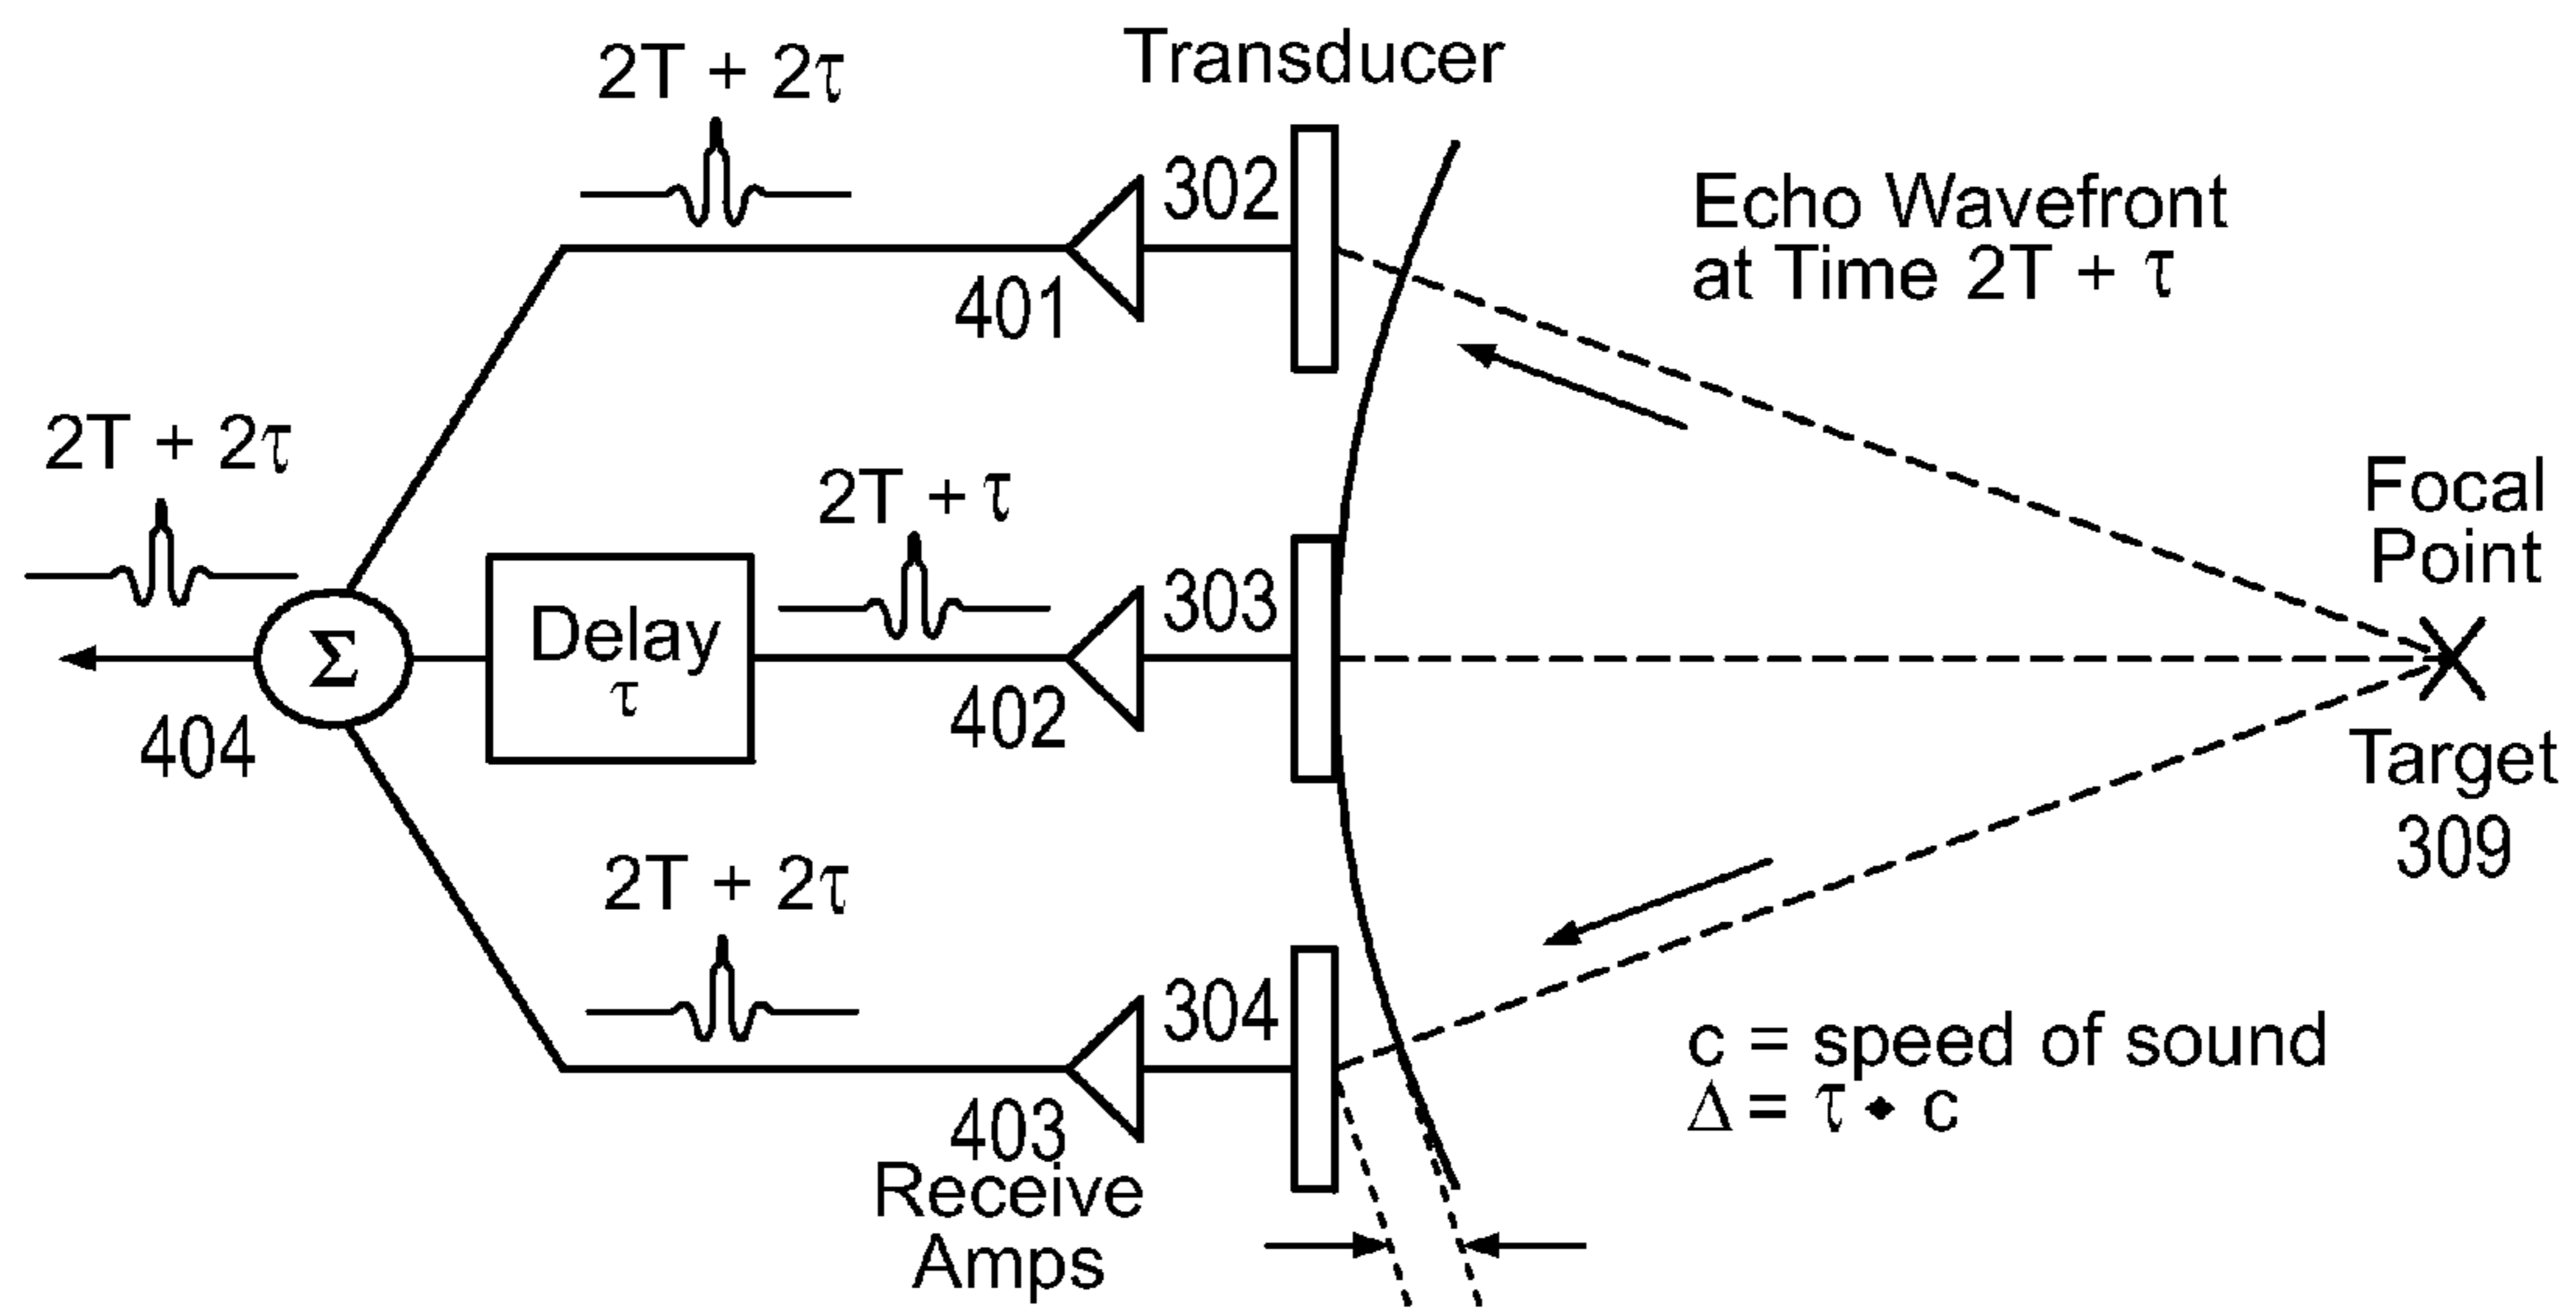 Transducer
2T + 2τ
302
Echo Wavefront
at Time 2T + τ
401
2T + 2τ
2T + τ
Focal
Point
303
Delay
τ
Σ
402
404
Target
309
2T + 2τ
304
c = speed of sound
Δ = τ • c
403
Receive
Amps